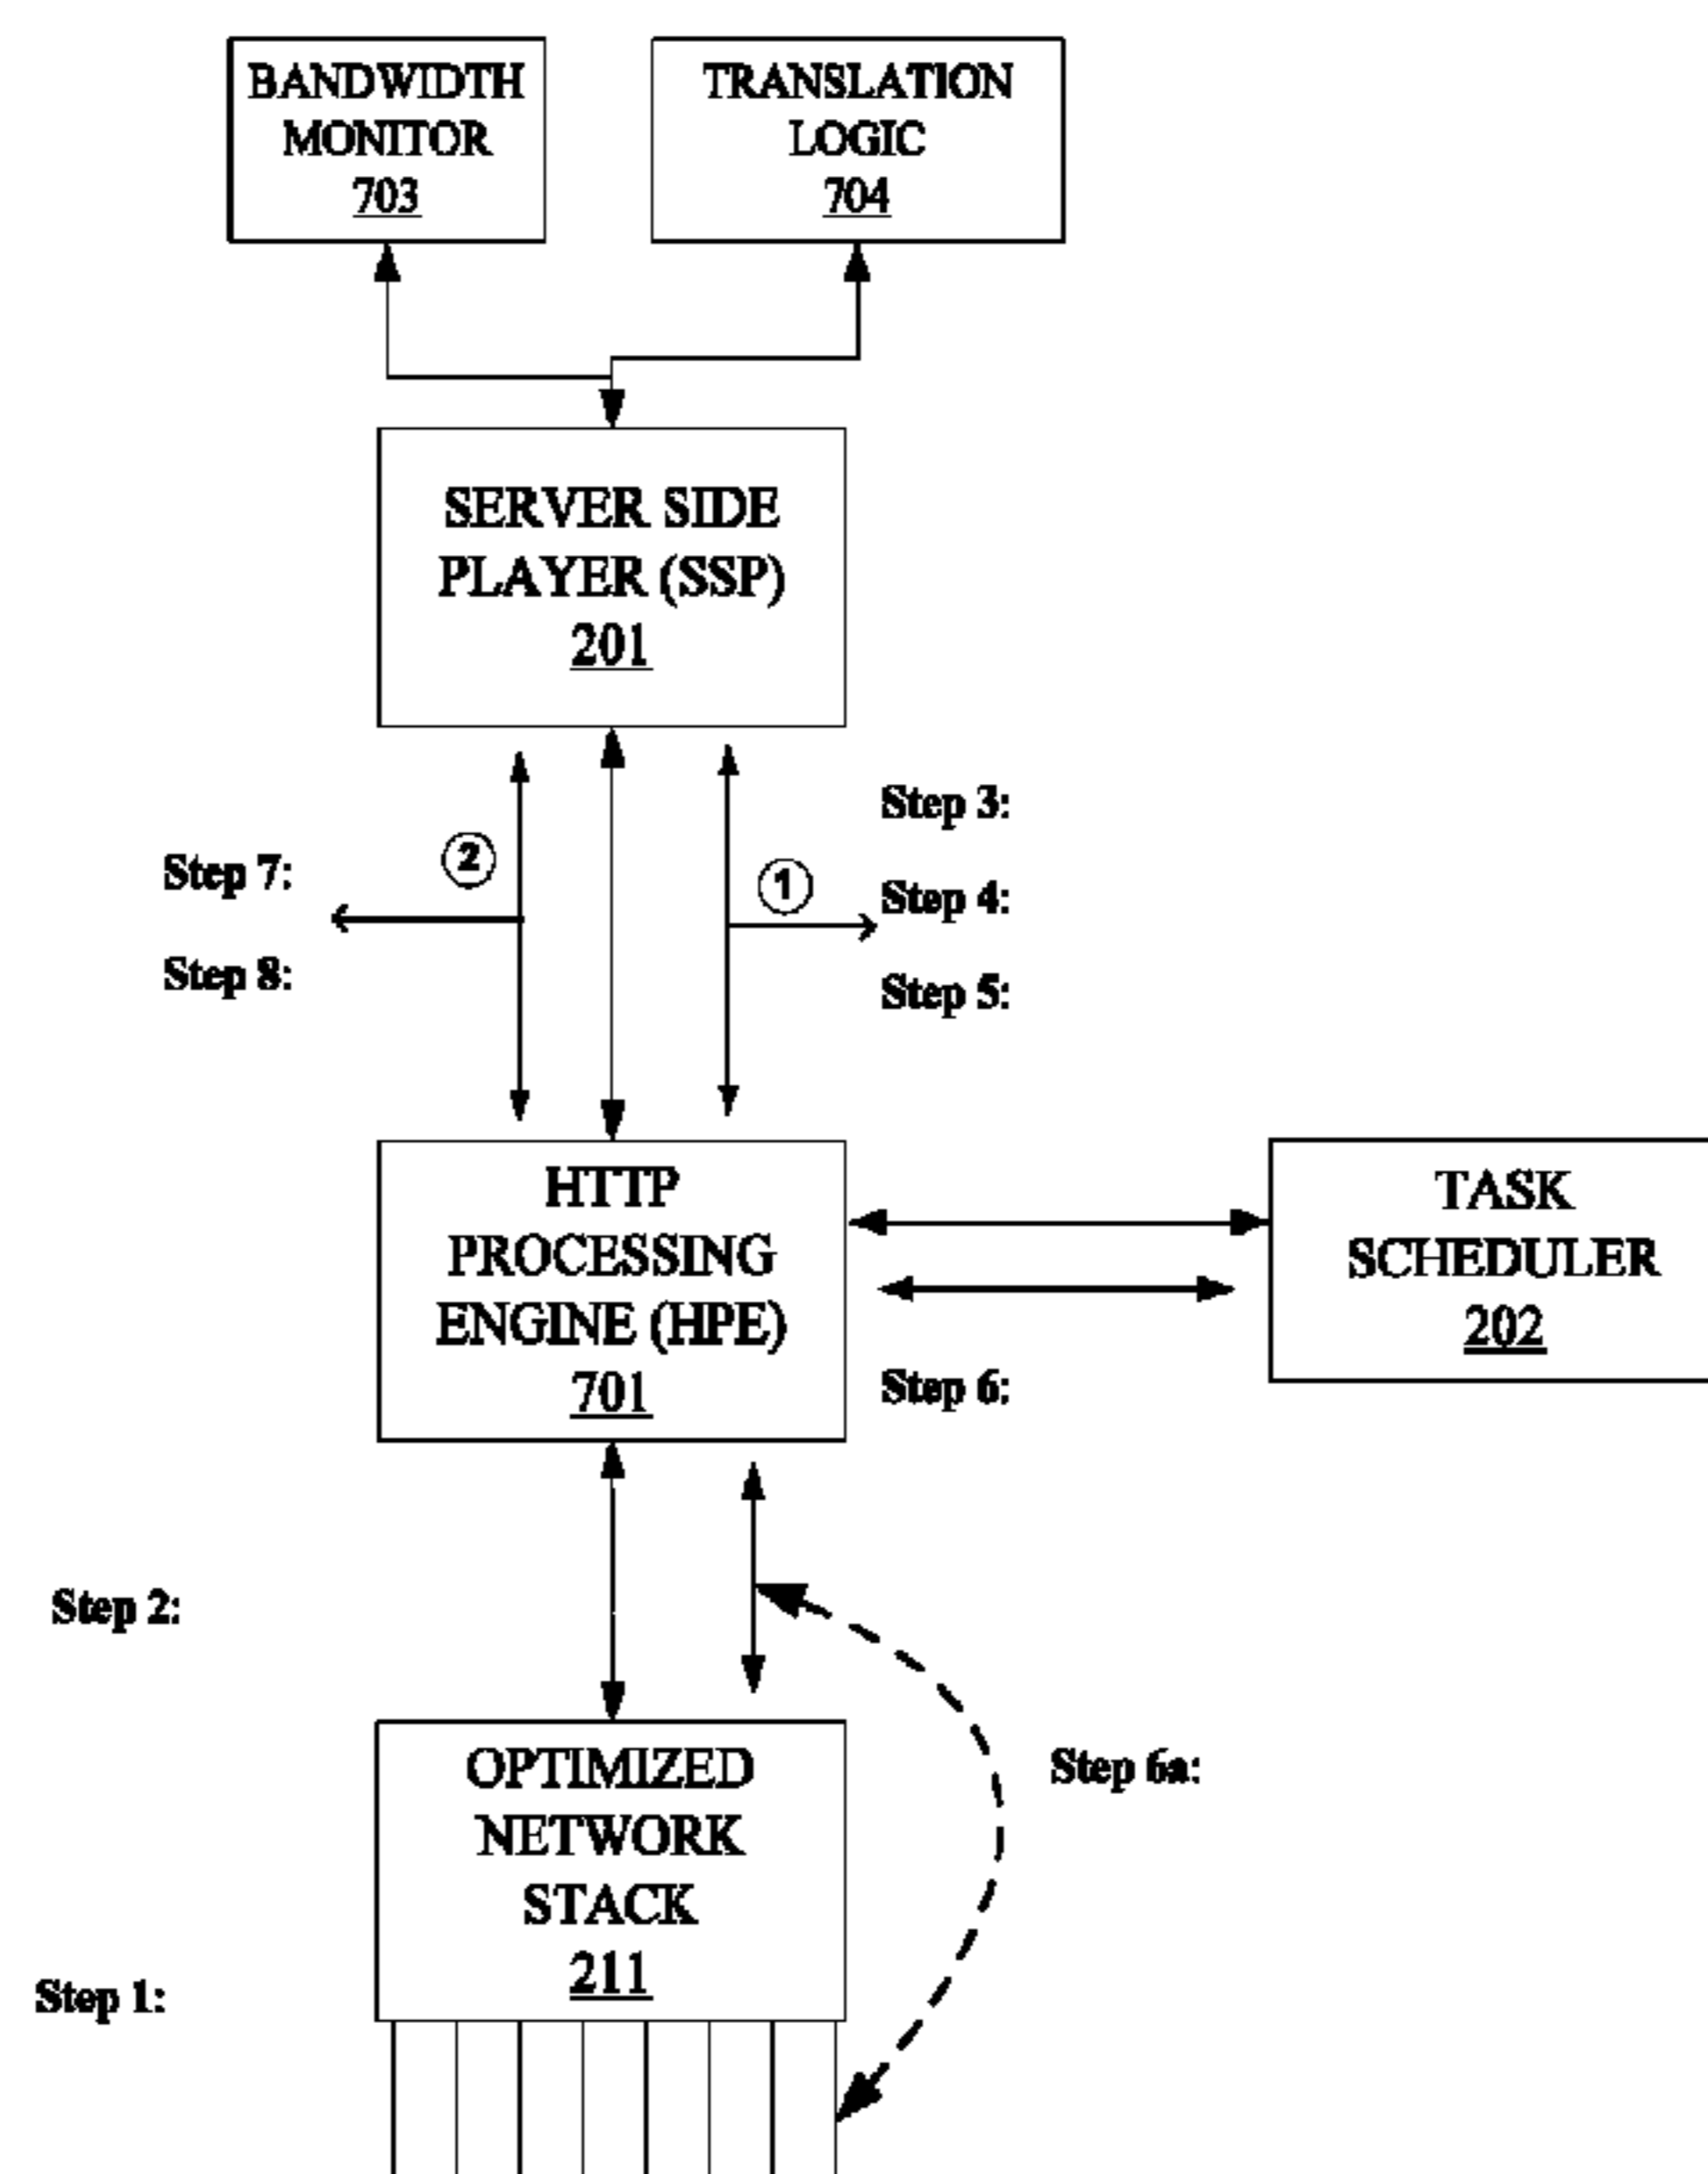 BANDWIDTH
MONITOR
703
TRANSLATION
LOGIC
704
SERVER SIDE
PLAYER (SSP)
201
Step 3:
Step 7:
2
1
Step 4:
Step 8:
Step 5:
HTTP
PROCESSING
ENGINE (HPE)
701
TASK
SCHEDULER
202
Step 6:
Step 2:
OPTIMIZED
NETWORK
STACK
211
Step 6a:
Step 1: